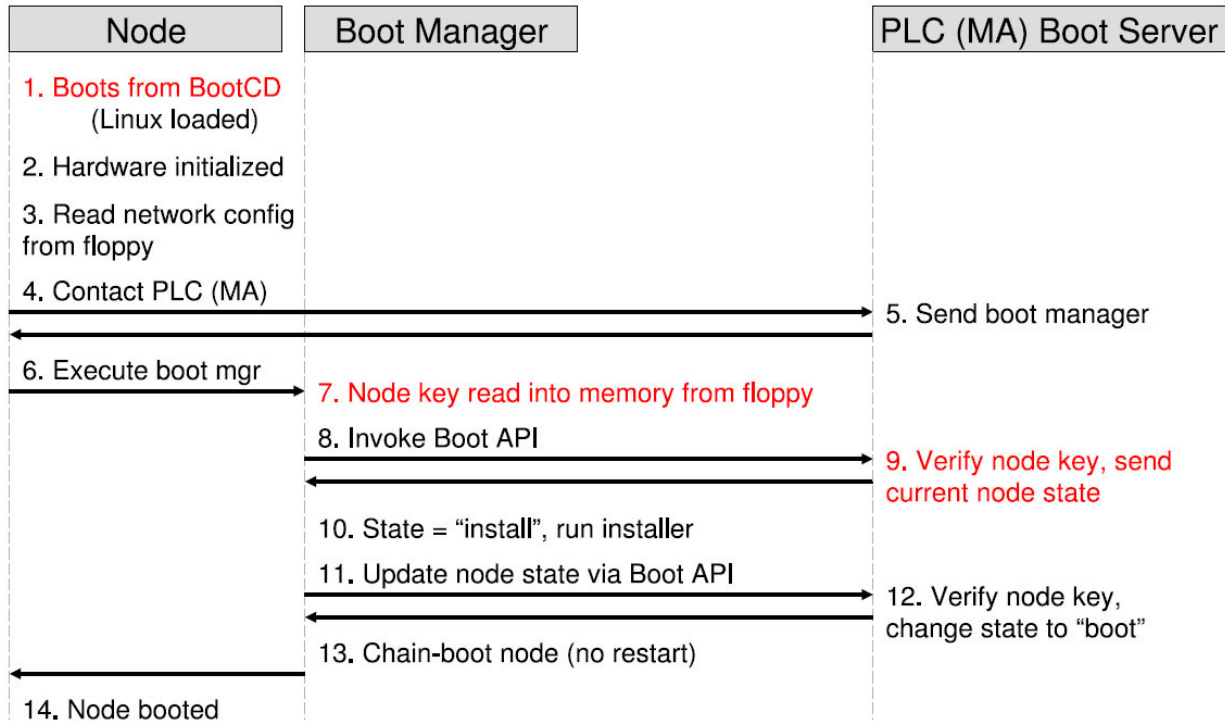 Node
Boot Manager
PLC (MA) Boot Server
1. Boots from BootCD
(Linux loaded)
2. Hardware initialized
3. Read network config
from floppy
4. Contact PLC (MA)
5. Send boot manager
6. Execute boot mgr
7. Node key read into memory from floppy
8. Invoke Boot API
9. Verify node key, send
current node state
10. State = “install”, run installer
11. Update node state via Boot API
12. Verify node key,
change state to “boot”
13. Chain-boot node (no restart)
14. Node booted